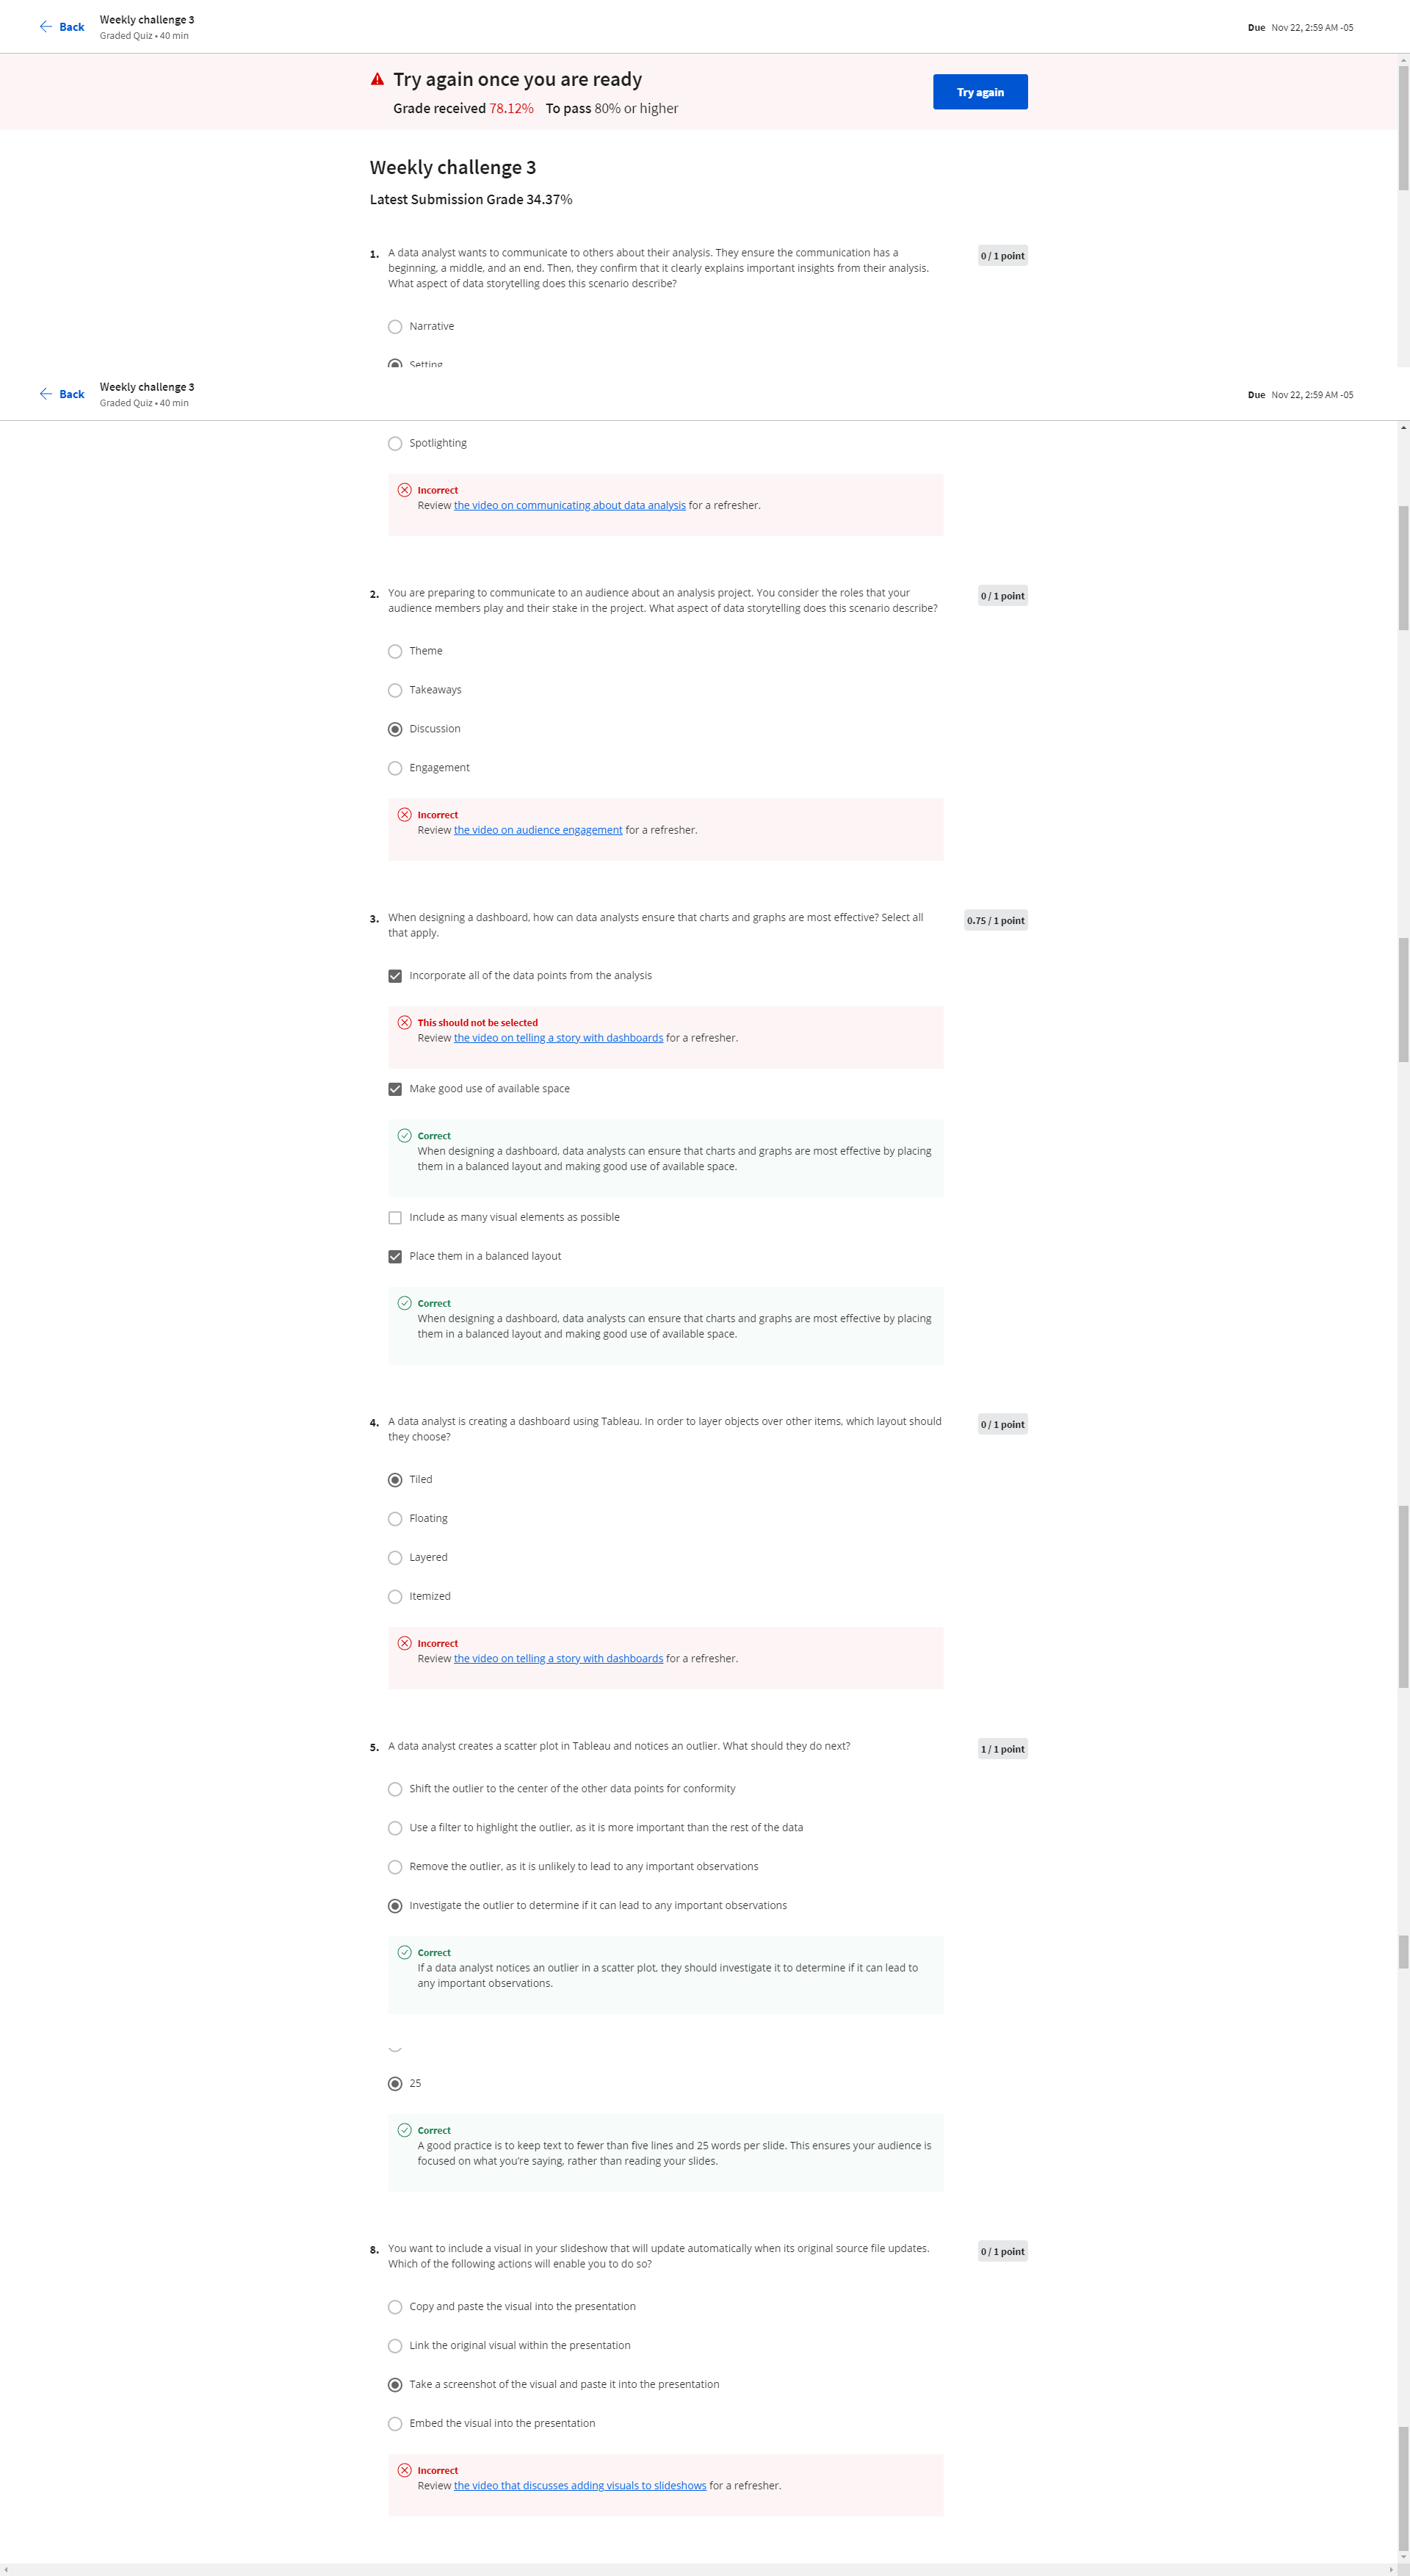 Back
Weekly challenge 3
Graded Quiz • 40 min
Due Nov 22, 2:59 AM -05
Try again once you are ready
Grade received 78.12% To pass 80% or higher
Try again
Weekly challenge 3
Latest Submission Grade 34.37%
1. A data analyst wants to communicate to others about their analysis. They ensure the communication has a
beginning, a middle, and an end. Then, they confirm that it clearly explains important insights from their analysis.
What aspect of data storytelling does this scenario describe?
0 / 1 point
Narrative
Setting
Back
Weekly challenge 3
Graded Quiz • 40 min
Due Nov 22, 2:59 AM -05
Spotlighting
Incorrect
Review the video on communicating about data analysis for a refresher.
2. You are preparing to communicate to an audience about an analysis project. You consider the roles that your
audience members play and their stake in the project. What aspect of data storytelling does this scenario describe?
0 / 1 point
Theme
Takeaways
Discussion
Engagement
Incorrect
Review the video on audience engagement for a refresher.
3. When designing a dashboard, how can data analysts ensure that charts and graphs are most effective? Select all
that apply.
0.75 / 1 point
Incorporate all of the data points from the analysis
This should not be selected
Review the video on telling a story with dashboards for a refresher.
Make good use of available space
Correct
When designing a dashboard, data analysts can ensure that charts and graphs are most effective by placing
them in a balanced layout and making good use of available space.
Include as many visual elements as possible
Place them in a balanced layout
Correct
When designing a dashboard, data analysts can ensure that charts and graphs are most effective by placing
them in a balanced layout and making good use of available space.
4. A data analyst is creating a dashboard using Tableau. In order to layer objects over other items, which layout should
they choose?
0 / 1 point
Tiled
Floating
Layered
Itemized
Incorrect
Review the video on telling a story with dashboards for a refresher.
5. A data analyst creates a scatter plot in Tableau and notices an outlier. What should they do next?
1 / 1 point
Shift the outlier to the center of the other data points for conformity
Use a filter to highlight the outlier, as it is more important than the rest of the data
Remove the outlier, as it is unlikely to lead to any important observations
Investigate the outlier to determine if it can lead to any important observations
Correct
If a data analyst notices an outlier in a scatter plot, they should investigate it to determine if it can lead to
any important observations.
25
Correct
A good practice is to keep text to fewer than five lines and 25 words per slide. This ensures your audience is
focused on what you're saying, rather than reading your slides.
8. You want to include a visual in your slideshow that will update automatically when its original source file updates.
Which of the following actions will enable you to do so?
0 / 1 point
Copy and paste the visual into the presentation
Link the original visual within the presentation
Take a screenshot of the visual and paste it into the presentation
Embed the visual into the presentation
Incorrect
Review the video that discusses adding visuals to slideshows for a refresher.